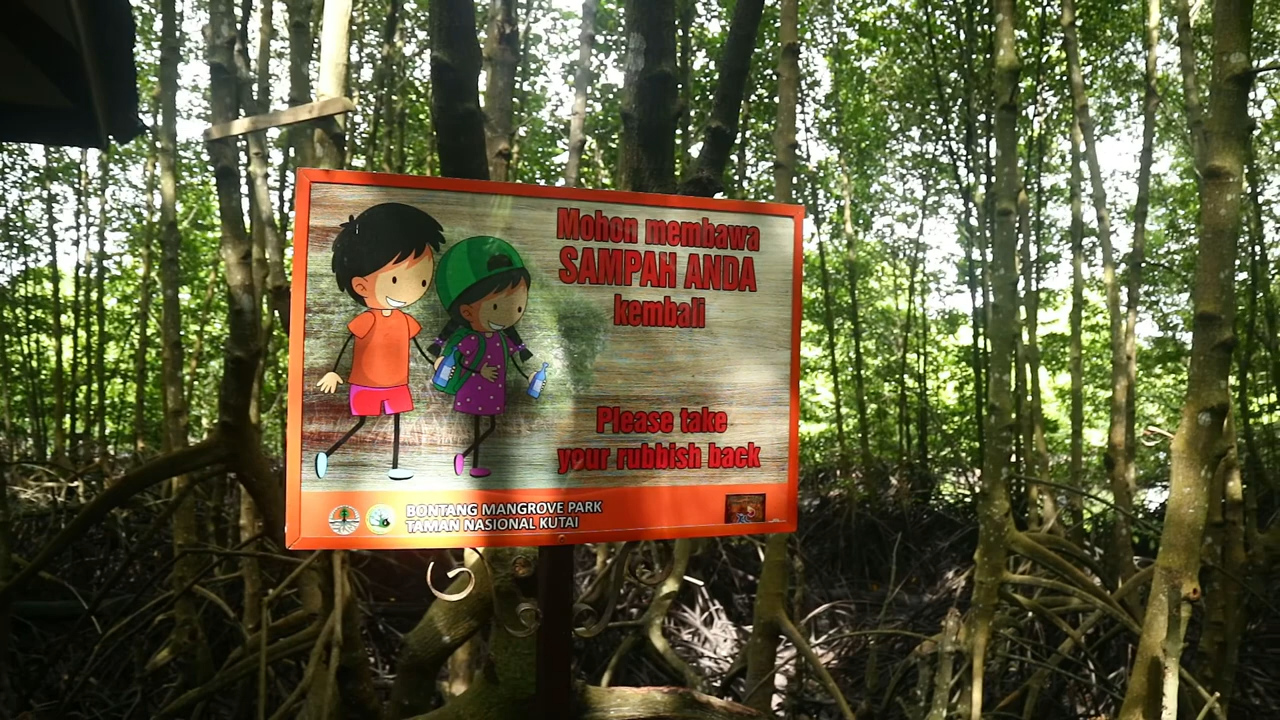 Mohon membawa
SAMPAH ANDA
kembali
Please take
your rubbish back
BONTANG MANGROVE PARK
TAMAN NASIONAL KUTAI